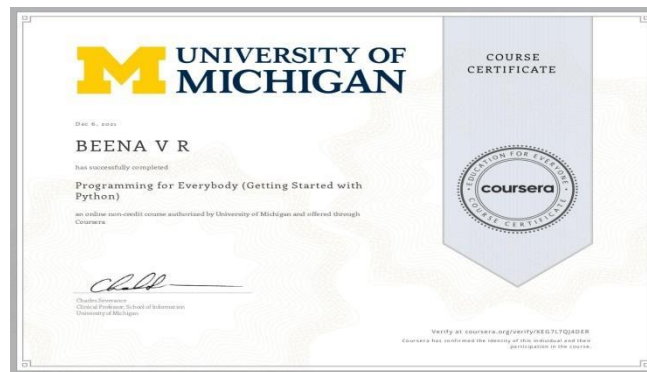 UNIVERSITY OF
MICHIGAN
COURSE
CERTIFICATE
Dec 6, 2021
BEENA V R
has successfully completed
Programming for Everybody (Getting Started with
Python)
an online non-credit course authorized by University of Michigan and offered through
Coursera
EDUCATION FOR EVERYONE
coursera
COURSE CERTIFICATE
Charles Severance
Clinical Professor, School of Information
University of Michigan
Verify at coursera.org/verify/
Coursera has confirmed the identity of this individual and their
participation in the course.